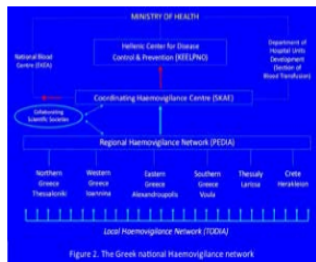 MINISTRY OF HEALTH
Hellenic Center for Disease
Control & Prevention (KEELPNO)
National Blood
Centre (EKEA)
Department of
Hospital Units
Development
(Section of
Blood Transfusion)
Coordinating Haemovigilance Centre (SKAE)
Collaborating
Scientific Societies
Regional Haemovigilance Network (PEDIA)
Northern
Greece
Thessaloniki
Western
Greece
Ioannina
Eastern
Greece
Alexandroupolis
Southern
Greece
Voula
Thessaly
Larissa
Crete
Herakleion
Local Haemovigilance Network (TODIA)
Figure 2. The Greek national Haemovigilance network